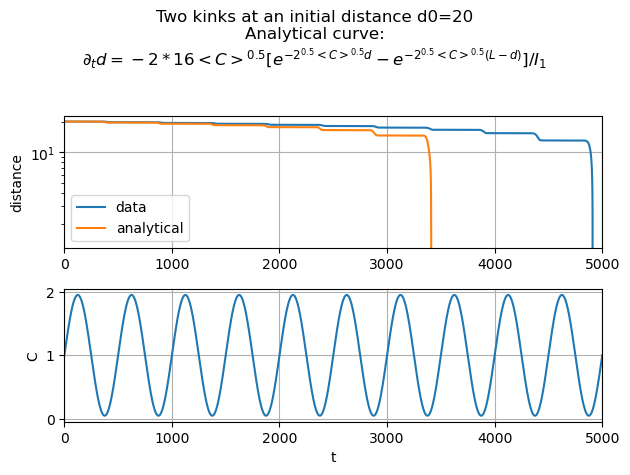 Two kinks at an initial distance d0=20
Analytical curve:
$\partial_t d = -2 * 16 < C >^{0.5} [e^{-2^{0.5} < C >^{0.5} d} - e^{-2^{0.5} < C >^{0.5} (L-d)}]/I_1$
distance
10¹
data
analytical
0 1000 2000 3000 4000 5000
C
2
1
0
0 1000 2000 3000 4000 5000
t